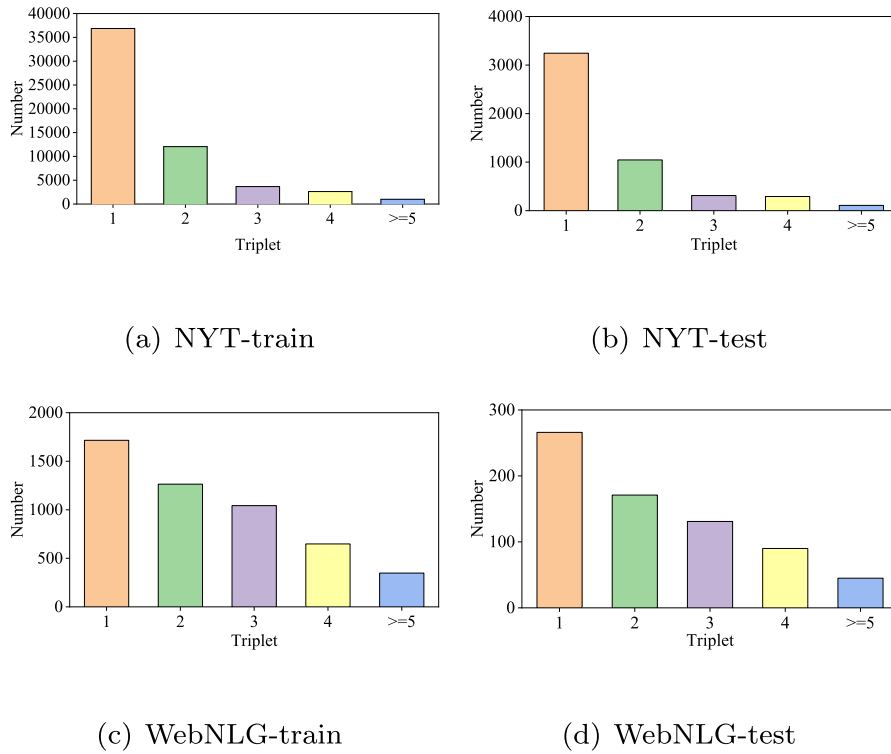 40000
35000
30000
25000
20000
15000
10000
5000
0
Number
1 2 3 4 >=5
Triplet
(a) NYT-train
4000
3000
2000
1000
0
Number
1 2 3 4 >=5
Triplet
(b) NYT-test
2000
1500
1000
500
0
Number
1 2 3 4 >=5
Triplet
(c) WebNLG-train
300
200
100
0
Number
1 2 3 4 >=5
Triplet
(d) WebNLG-test